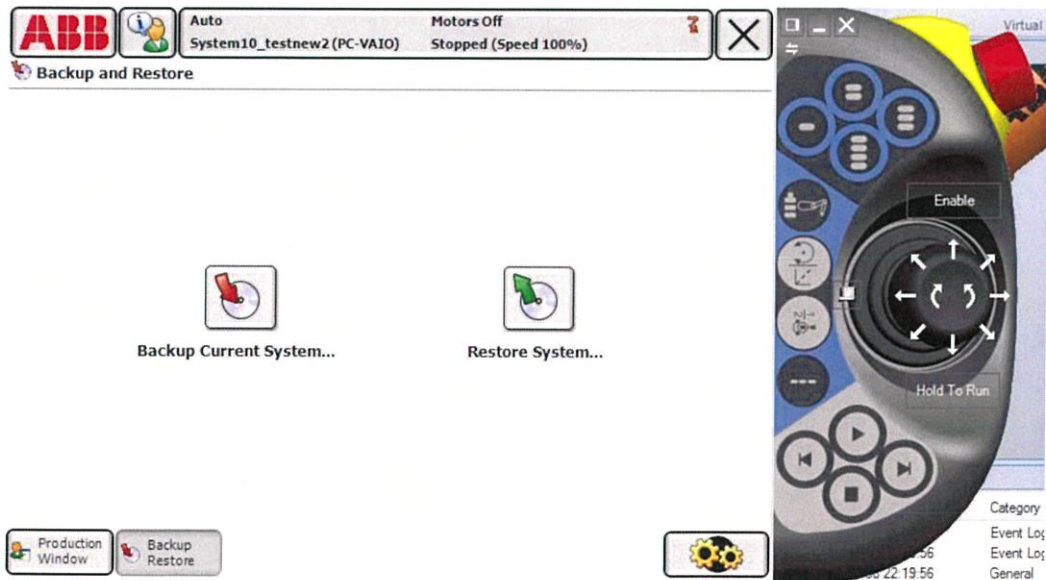 ABB
Auto
Motors Off
System10_testnew2 (PC-VAIO)
Stopped (Speed 100%)
Virtual
Backup and Restore
Enable
Backup Current System...
Restore System...
Hold To Run
Production
Window
Backup
Restore
Category
Event Log
Event Log
22:19:56
General